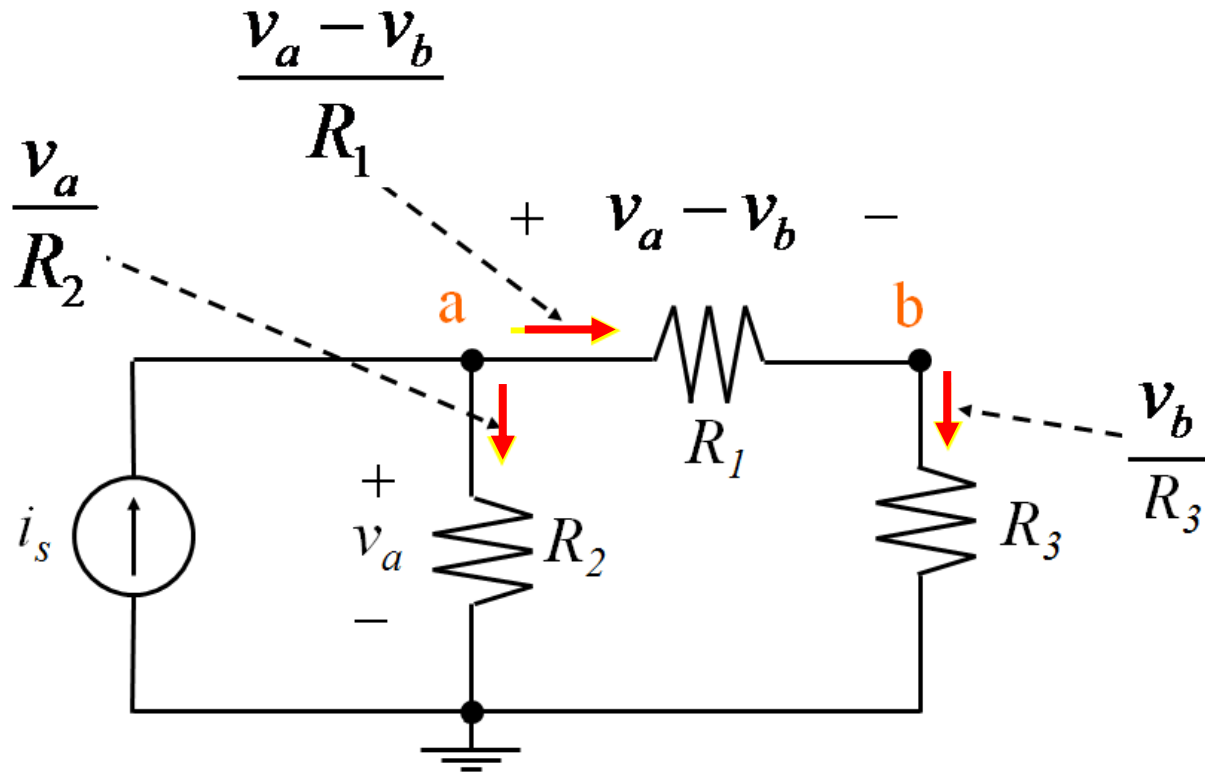 v_a − v_b
R_1
v_a
R_2
+ v_a − v_b −
a
b
R_1
v_b
R_3
+
v_a
−
i_s
R_2
R_3